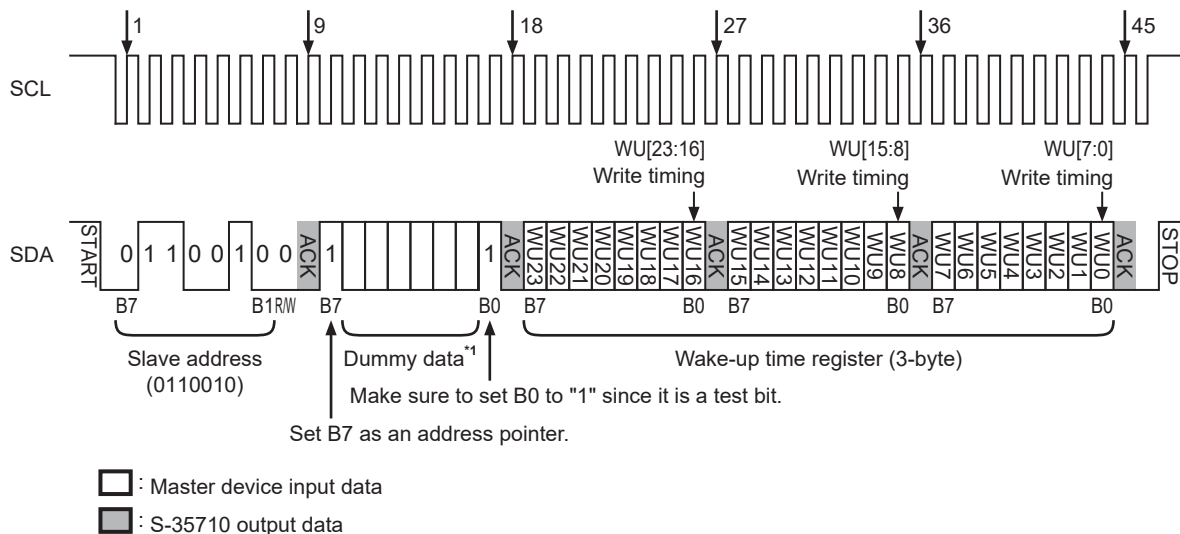 1 9 18 27 36 45
SCL
WU[23:16] WU[15:8] WU[7:0]
Write timing Write timing Write timing
SDA
START 0 1 1 0 0 1 0 0 ACK 1 1 ACK WU23 WU22 WU21 WU20 WU19 WU18 WU17 WU16 ACK WU15 WU14 WU13 WU12 WU11 WU10 WU9 WU8 ACK WU7 WU6 WU5 WU4 WU3 WU2 WU1 WU0 ACK STOP
B7 B1 R/W B7 B0 B7 B0 B7 B0 B7 B0
Slave address Dummy data*1 Wake-up time register (3-byte)
(0110010)
Make sure to set B0 to "1" since it is a test bit.
Set B7 as an address pointer.
: Master device input data
: S-35710 output data